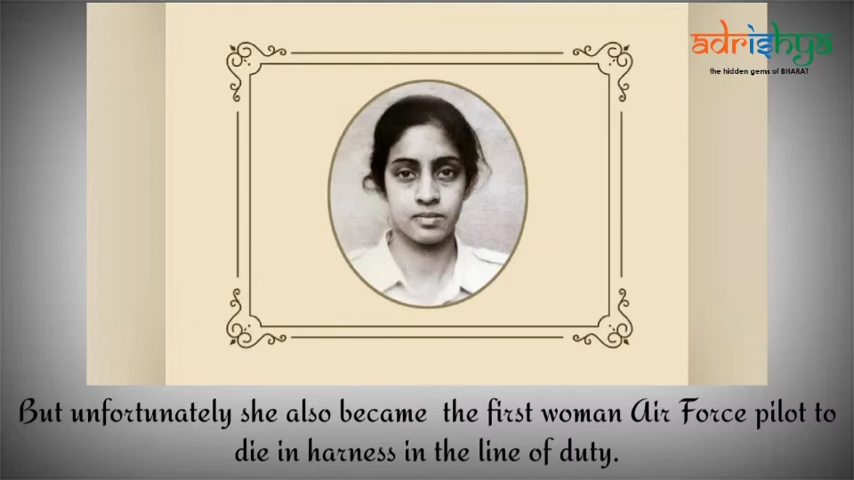 adrishya
the hidden gems of BHARAT
But unfortunately she also became the first woman Air Force pilot to
die in harness in the line of duty.